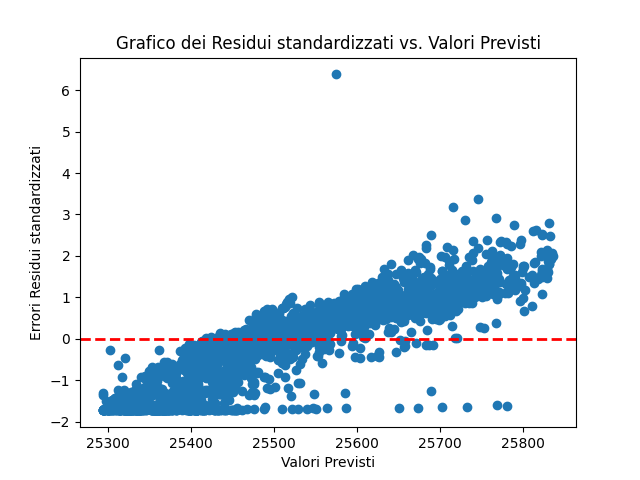 Grafico dei Residui standardizzati vs. Valori Previsti
Errori Residui standardizzati
6
5
4
3
2
1
0
−1
−2
25300 25400 25500 25600 25700 25800
Valori Previsti